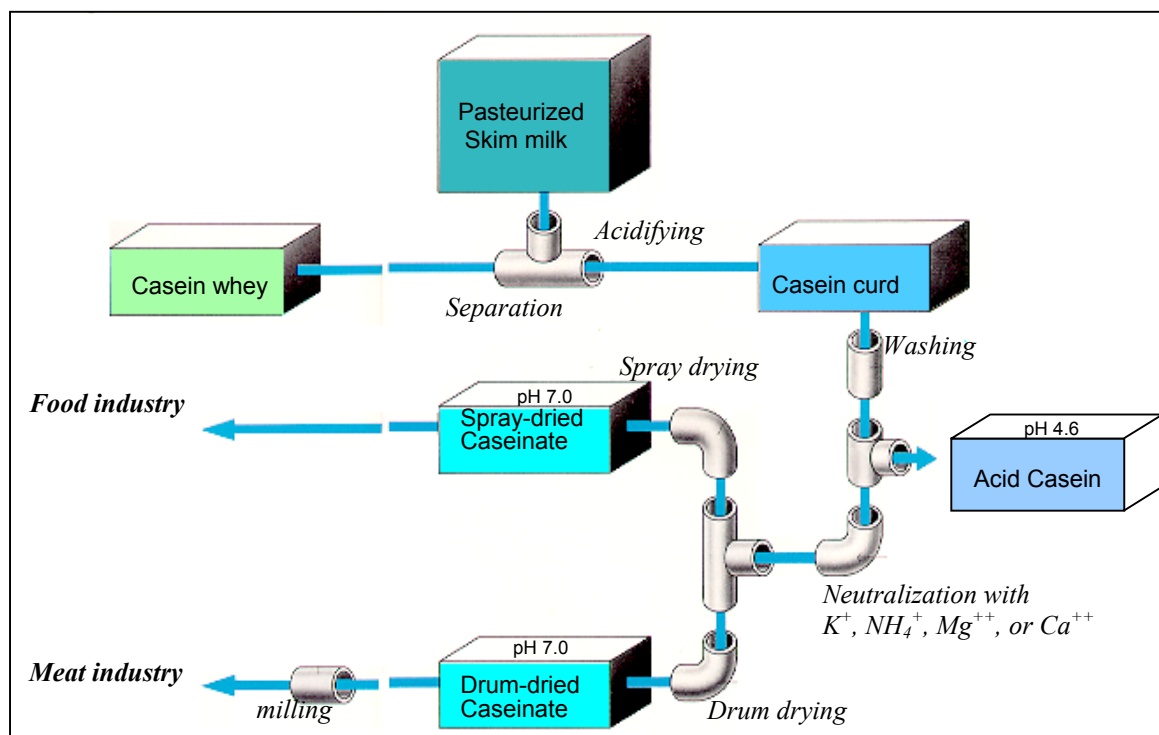 Pasteurized
Skim milk
Acidifying
Casein whey
Casein curd
Separation
Washing
Spray drying
Food industry
pH 7.0
Spray-dried
Caseinate
pH 4.6
Acid Casein
Neutralization with
K⁺, NH₄⁺, Mg⁺⁺, or Ca⁺⁺
Meat industry
pH 7.0
Drum-dried
Caseinate
milling
Drum drying